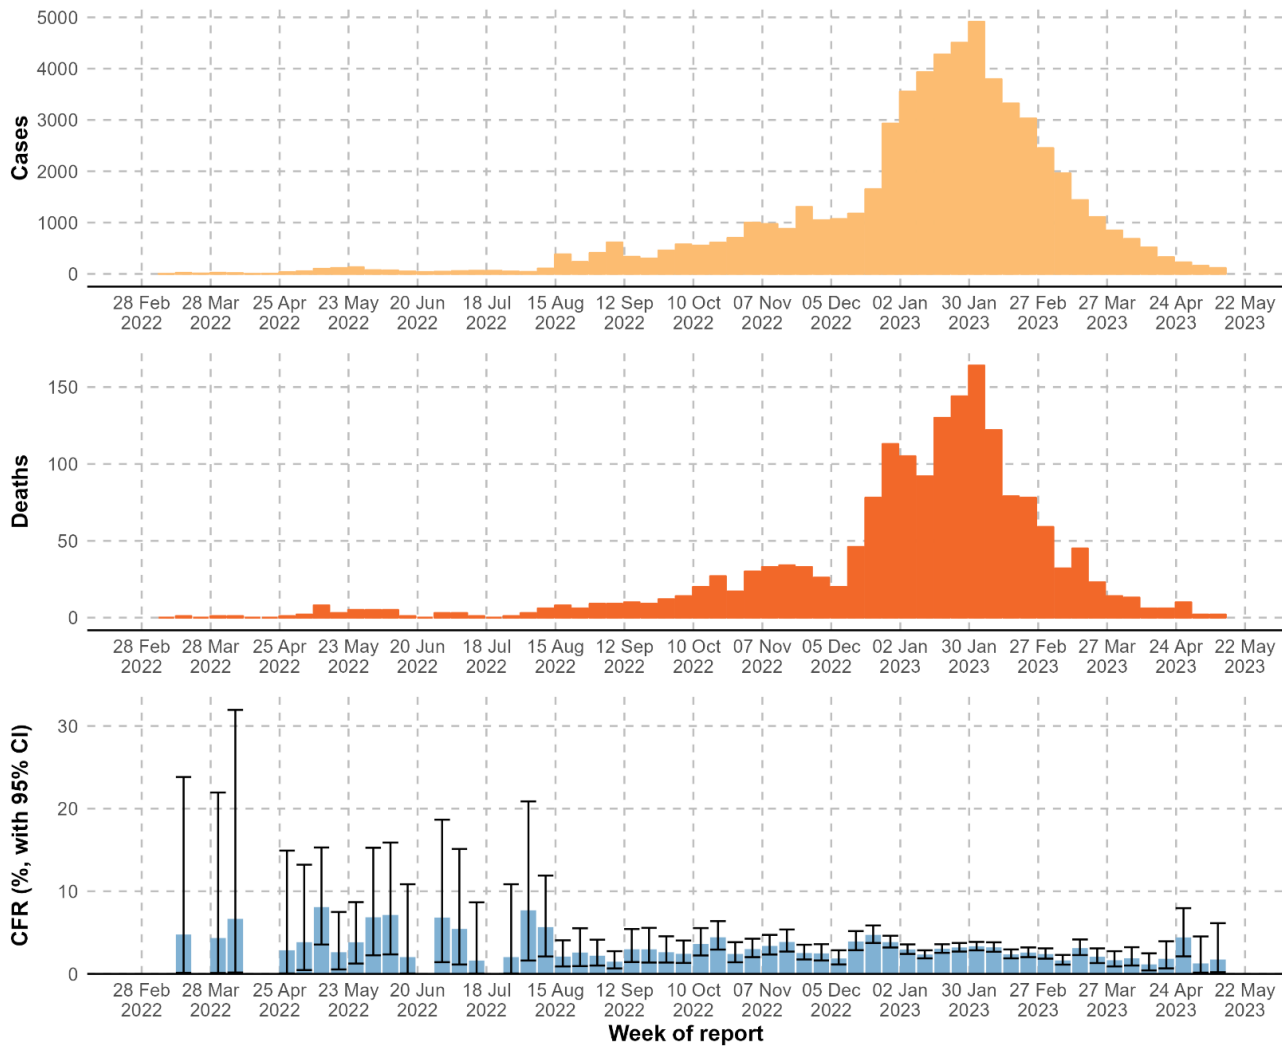 Cases
5000
4000
3000
2000
1000
0
28 Feb 28 Mar 25 Apr 23 May 20 Jun 18 Jul 15 Aug 12 Sep 10 Oct 07 Nov 05 Dec 02 Jan 30 Jan 27 Feb 27 Mar 24 Apr 22 May
2022 2022 2022 2022 2022 2022 2022 2022 2022 2022 2022 2023 2023 2023 2023 2023 2023
Deaths
150
100
50
0
28 Feb 28 Mar 25 Apr 23 May 20 Jun 18 Jul 15 Aug 12 Sep 10 Oct 07 Nov 05 Dec 02 Jan 30 Jan 27 Feb 27 Mar 24 Apr 22 May
2022 2022 2022 2022 2022 2022 2022 2022 2022 2022 2022 2023 2023 2023 2023 2023 2023
CFR (%, with 95% CI)
30
20
10
0
28 Feb 28 Mar 25 Apr 23 May 20 Jun 18 Jul 15 Aug 12 Sep 10 Oct 07 Nov 05 Dec 02 Jan 30 Jan 27 Feb 27 Mar 24 Apr 22 May
2022 2022 2022 2022 2022 2022 2022 2022 2022 2022 2022 2023 2023 2023 2023 2023 2023
Week of report